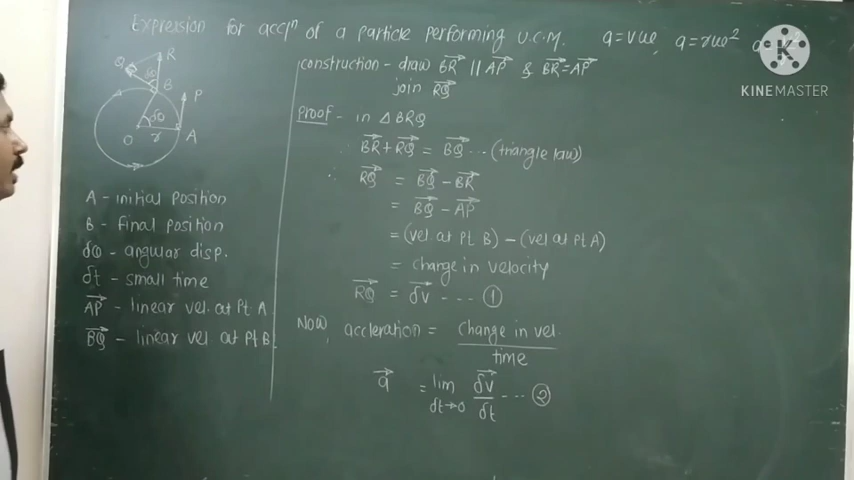 Expression for accl^n of a particle performing U.C.M. a=vω, a=rω², a
KINEMASTER
construction - draw BR⃗ || AP⃗ & BR⃗=AP⃗
join RQ⃗
Proof - in △BRQ
∴ BR⃗+RQ⃗ = BQ⃗ ... (triangle law)
∴ RQ⃗ = BQ⃗ - BR⃗
= BQ⃗ - AP⃗
= (vel. at Pt. B) - (vel at Pt A)
= change in velocity
RQ⃗ = δv⃗ .... ①
Now, accleration = change in vel.
time
a⃗ = lim δv⃗ ... ②
δt→0 δt
Q R
δθ
B
P
δθ
O r A
A - initial position
B - final position
δθ - angular disp.
δt - small time
AP⃗ - linear vel. at Pt A
BQ⃗ - linear vel at Pt B